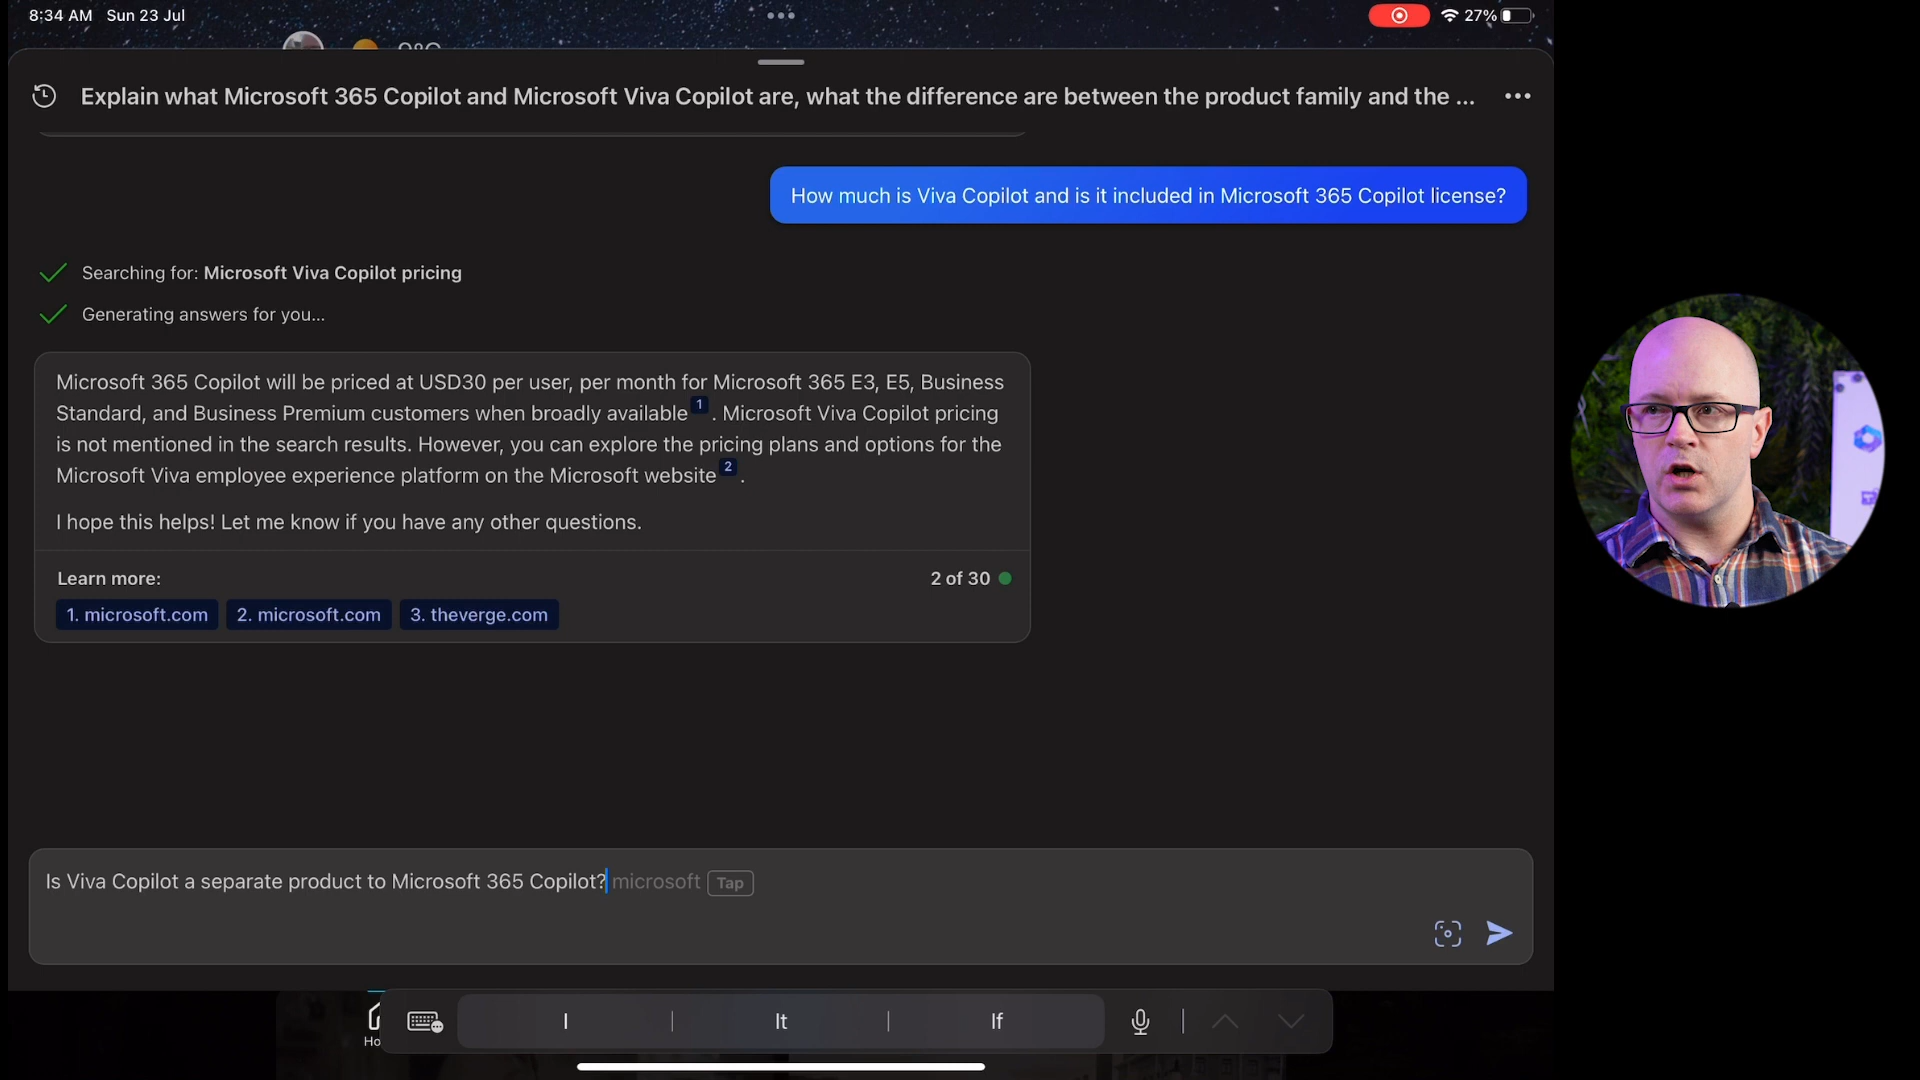 8:34 AM Sun 23 Jul
27%
Explain what Microsoft 365 Copilot and Microsoft Viva Copilot are, what the difference are between the product family and the ...
How much is Viva Copilot and is it included in Microsoft 365 Copilot license?
Searching for: Microsoft Viva Copilot pricing
Generating answers for you...
Microsoft 365 Copilot will be priced at USD30 per user, per month for Microsoft 365 E3, E5, Business
Standard, and Business Premium customers when broadly available 1 . Microsoft Viva Copilot pricing
is not mentioned in the search results. However, you can explore the pricing plans and options for the
Microsoft Viva employee experience platform on the Microsoft website 2 .
I hope this helps! Let me know if you have any other questions.
Learn more: 2 of 30
1. microsoft.com 2. microsoft.com 3. theverge.com
Is Viva Copilot a separate product to Microsoft 365 Copilot? microsoft Tap
I It If
Ho